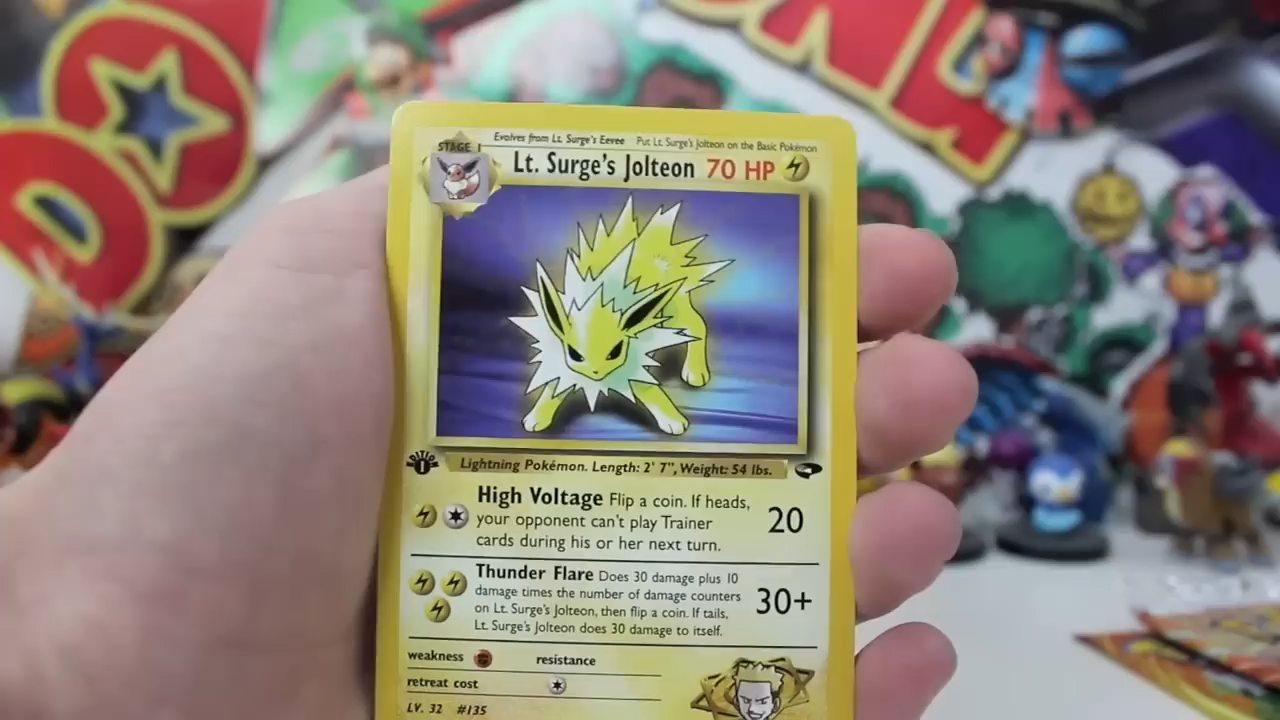 Evolves from Lt. Surge's Eevee Put Lt. Surge's Jolteon on the Basic Pokémon
STAGE 1
Lt. Surge's Jolteon 70 HP
EDITION
1
Lightning Pokémon. Length: 2' 7", Weight: 54 lbs.
High Voltage Flip a coin. If heads,
your opponent can't play Trainer
cards during his or her next turn.
20
Thunder Flare Does 30 damage plus 10
damage times the number of damage counters
on Lt. Surge's Jolteon, then flip a coin. If tails,
Lt. Surge's Jolteon does 30 damage to itself.
30+
weakness
resistance
retreat cost
LV. 32 #135